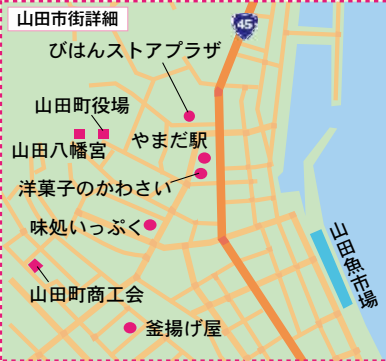 山田市街詳細
45
びはんストアプラザ
山田町役場
やまだ駅
山田八幡宮
洋菓子のかわさい
味処いっぷく
山田魚市場
山田町商工会
釜揚げ屋